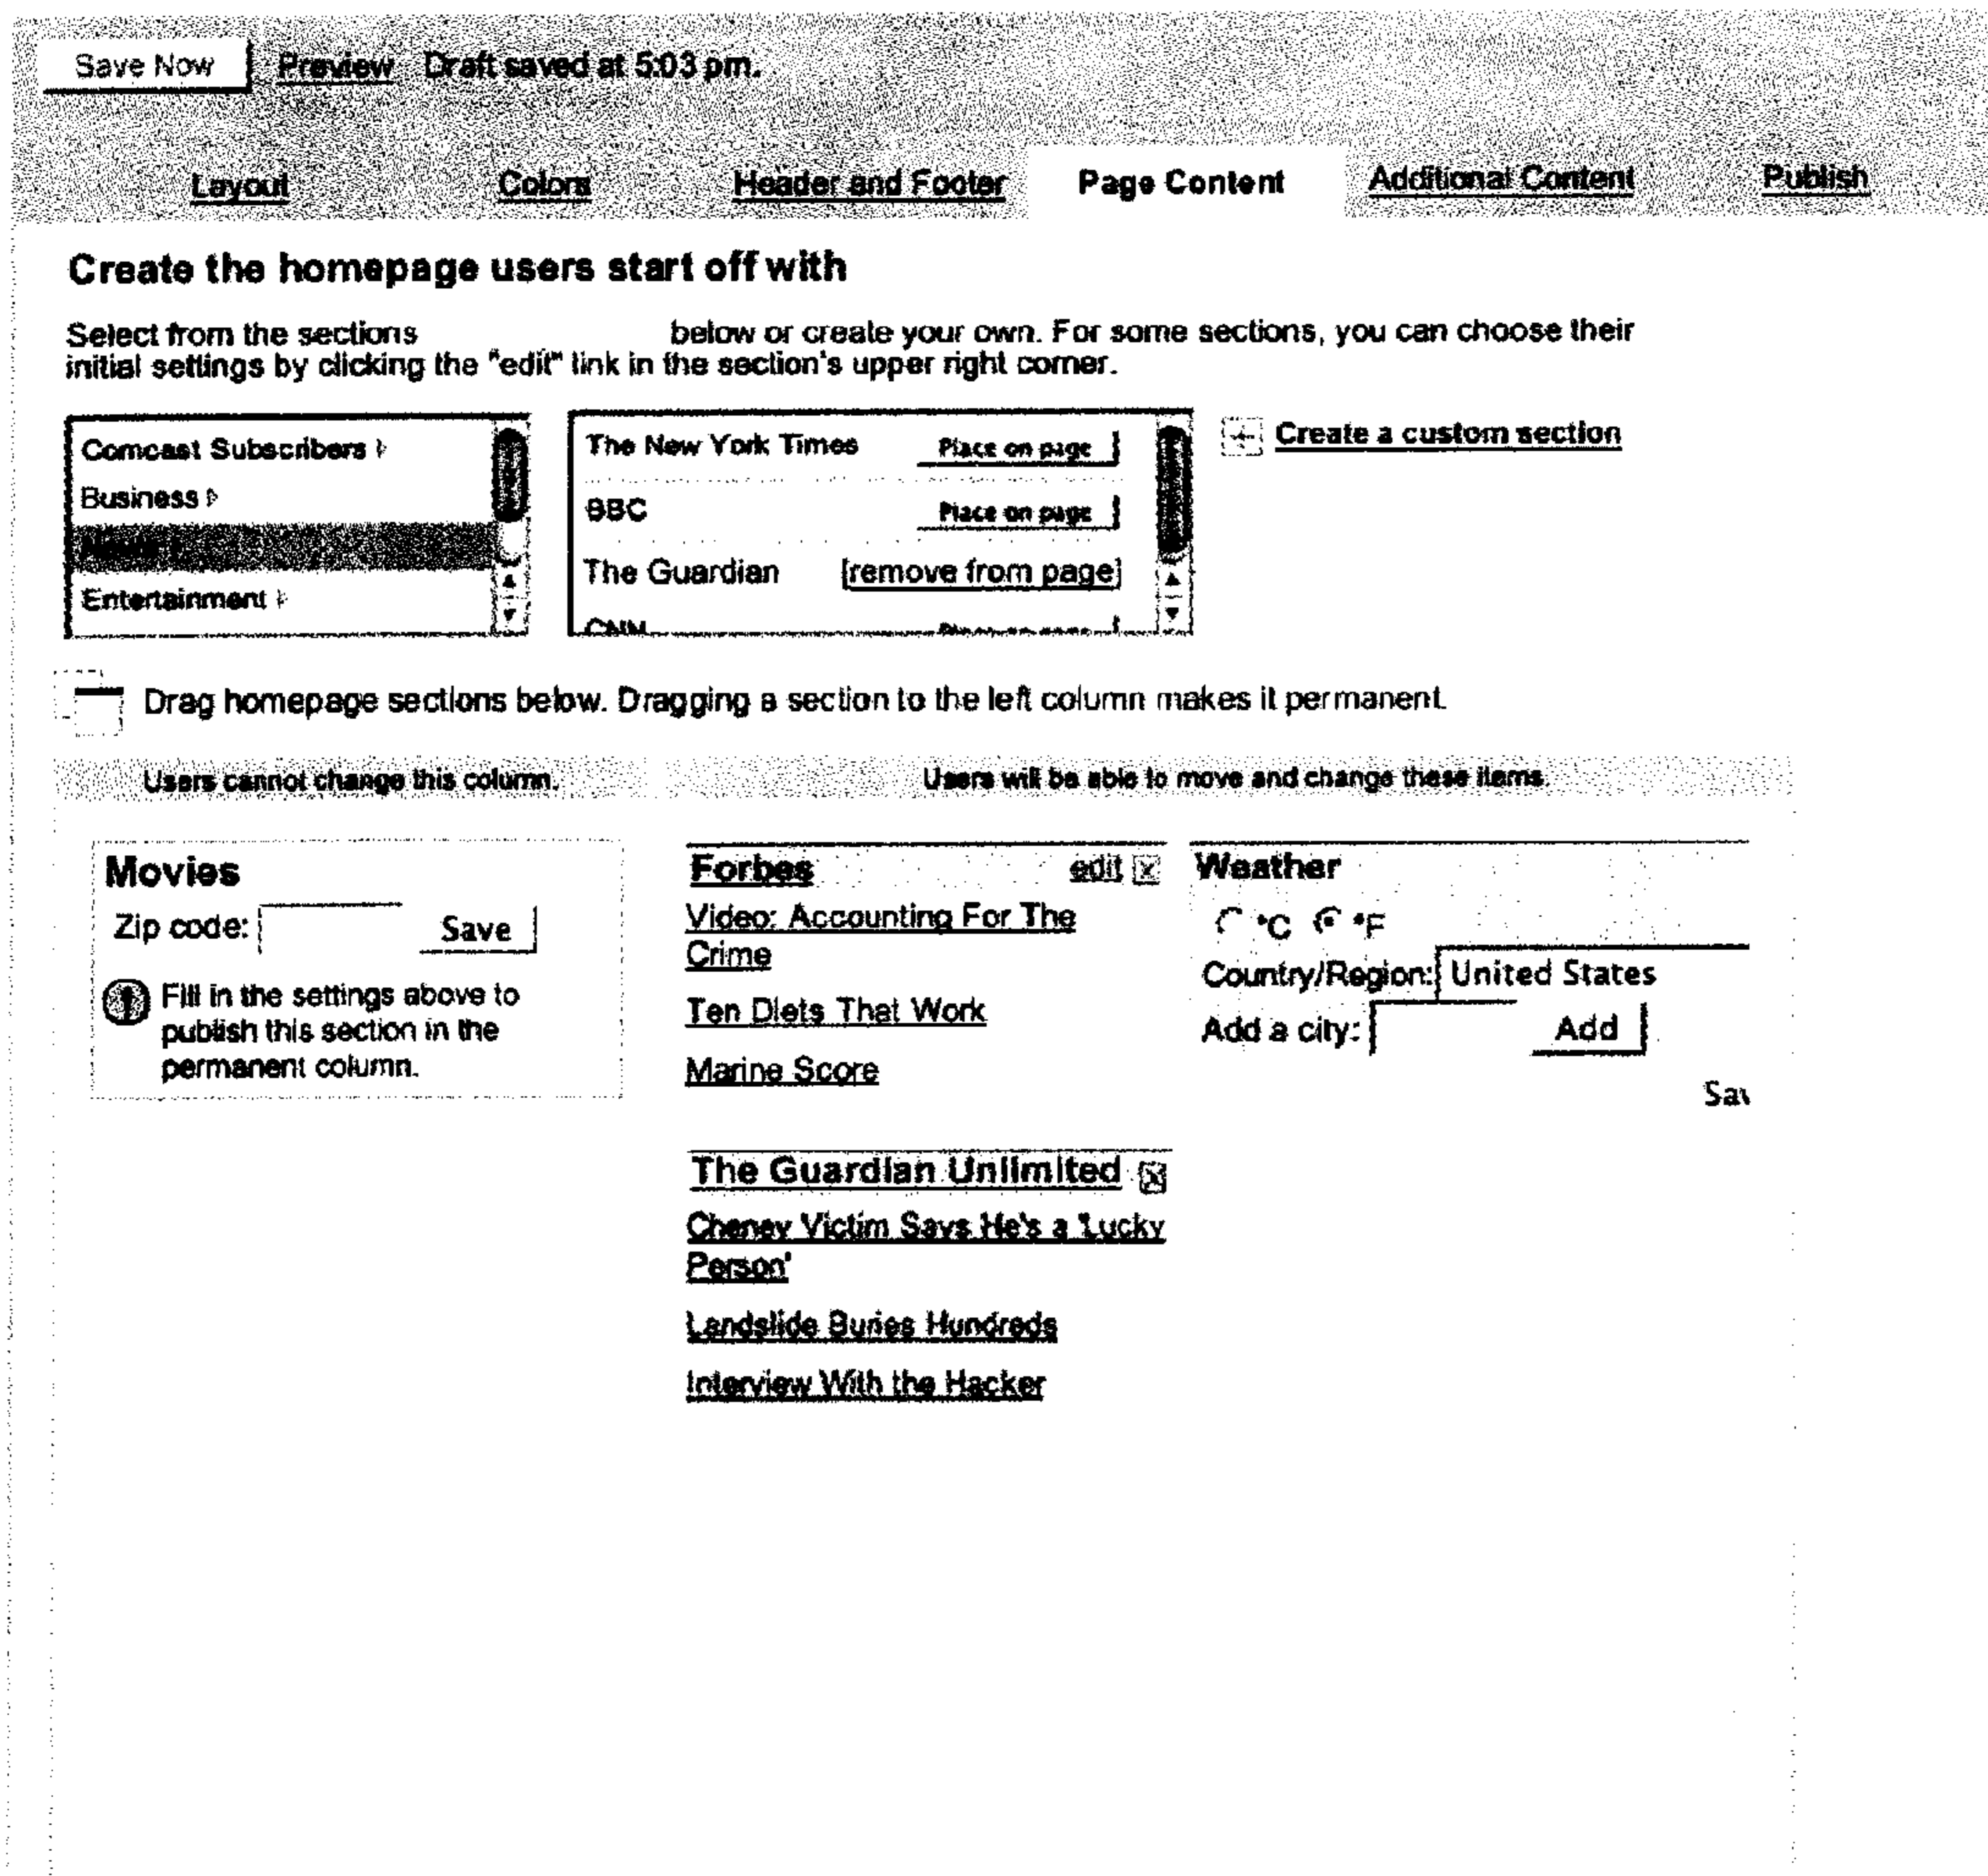 Save Now Preview Draft saved at 5:03 pm.
Layout Colors Header and Footer Page Content Additional Content Publish
Create the homepage users start off with
Select from the sections below or create your own. For some sections, you can choose their
initial settings by clicking the "edit" link in the section's upper right corner.
Comcast Subscribers
Business
News
Entertainment
The New York Times Place on page
BBC Place on page
The Guardian [remove from page]
CNN Place on page
Create a custom section
Drag homepage sections below. Dragging a section to the left column makes it permanent.
Users cannot change this column.
Users will be able to move and change these items.
Movies
Zip code: Save
Fill in the settings above to
publish this section in the
permanent column.
Forbes edit x
Video: Accounting For The
Crime
Ten Diets That Work
Marine Score
The Guardian Unlimited x
Cheney Victim Says He's a 'Lucky
Person'
Landslide Buries Hundreds
Interview With the Hacker
Weather
°C °F
Country/Region: United States
Add a city: Add
Sav